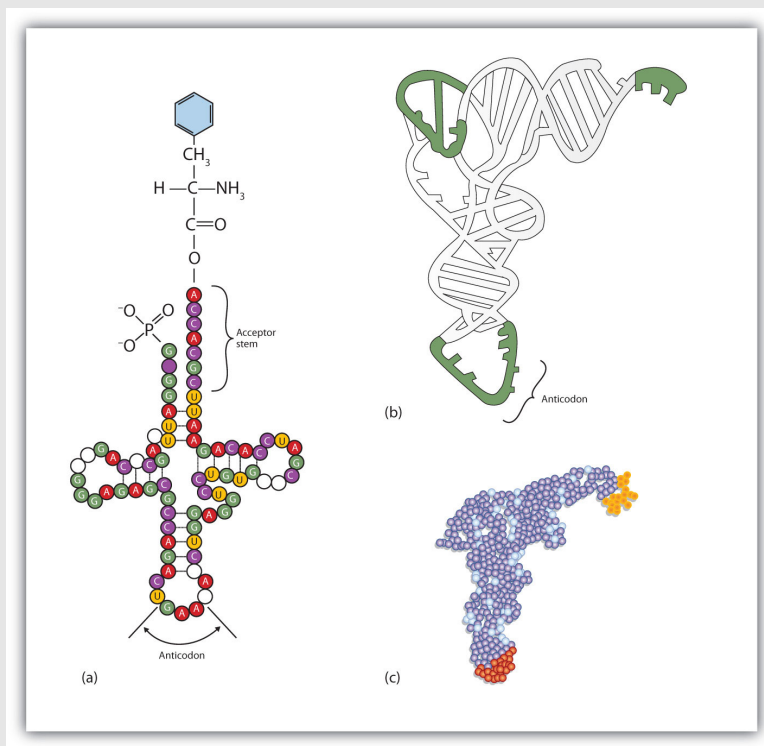 CH3
H—C—NH3
C=O
O
⁻O O
P
⁻O
A
C
C
A
G C
G
G C
G U
A U
U A
U U A
A
G A C C G
G A C A C C U A G C
G G G A G A G C
C C U G U G
U G
G G A G
C G
C U
A C
G
A
C A
U G A A
Acceptor
stem
Anticodon
(a)
Anticodon
(b)
(c)